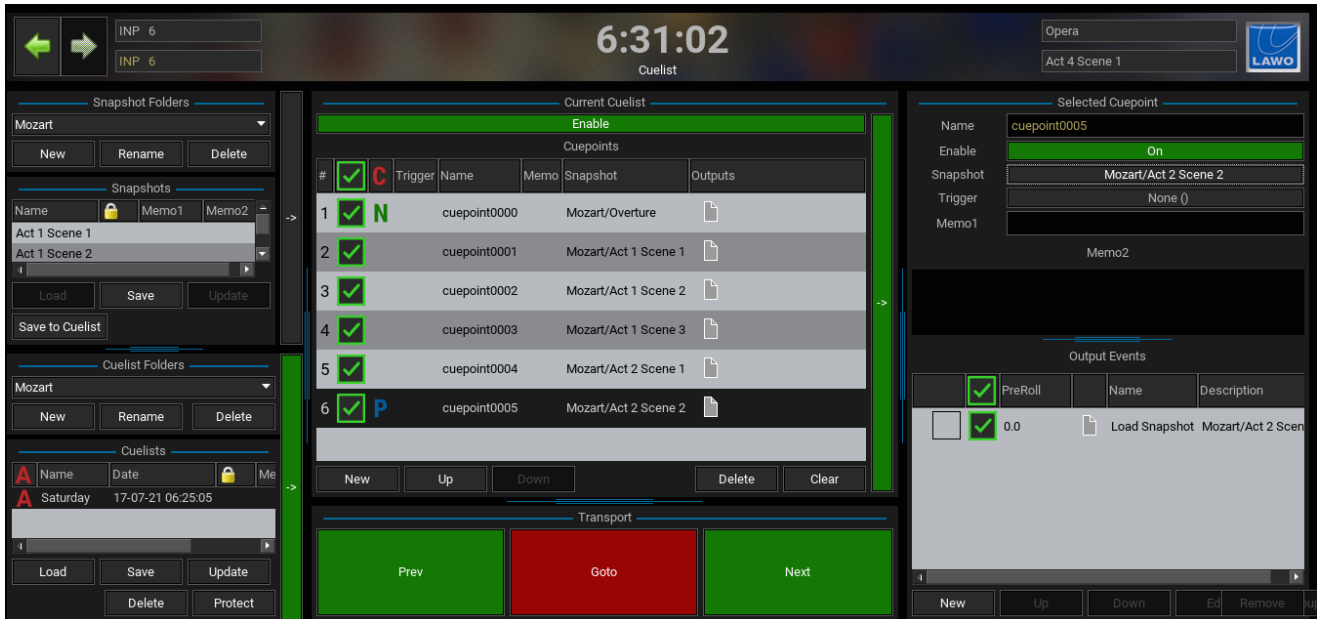 INP 6
INP 6
6:31:02
Cuelist
Opera
Act 4 Scene 1
LAWO
Snapshot Folders
Mozart
New Rename Delete
Snapshots
Name Memo1 Memo2
Act 1 Scene 1
Act 1 Scene 2
Load Save Update
Save to Cuelist
->
Cuelist Folders
Mozart
New Rename Delete
Cuelists
A Name Date Me
A Saturday 17-07-21 06:25:05
Load Save Update
Delete Protect
->
Current Cuelist
Enable
Cuepoints
# C Trigger Name Memo Snapshot Outputs
1 N cuepoint0000 Mozart/Overture
2 cuepoint0001 Mozart/Act 1 Scene 1
3 cuepoint0002 Mozart/Act 1 Scene 2
4 cuepoint0003 Mozart/Act 1 Scene 3
5 cuepoint0004 Mozart/Act 2 Scene 1
6 P cuepoint0005 Mozart/Act 2 Scene 2
New Up Down Delete Clear
->
Transport
Prev Goto Next
Selected Cuepoint
Name cuepoint0005
Enable On
Snapshot Mozart/Act 2 Scene 2
Trigger None ()
Memo1
Memo2
Output Events
PreRoll Name Description
0.0 Load Snapshot Mozart/Act 2 Scen
New Up Down Ed Remove up